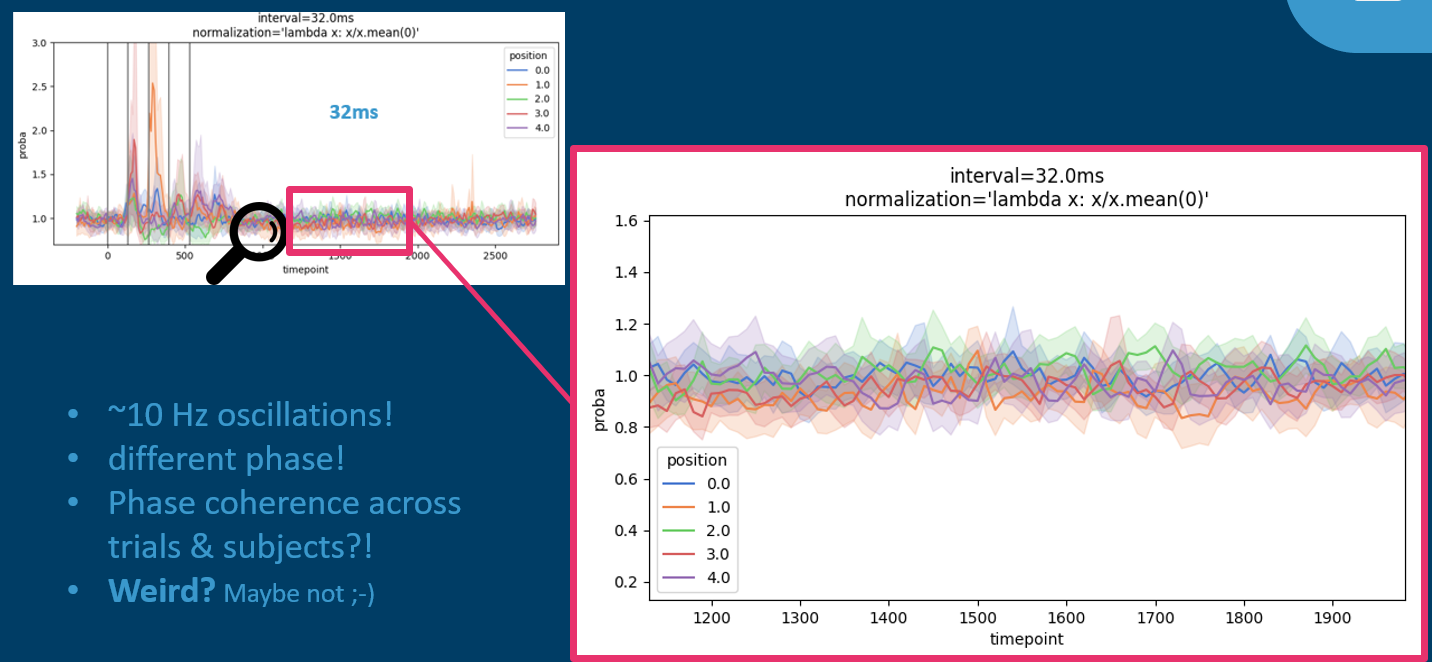 interval=32.0ms
normalization='lambda x: x/x.mean(0)'
3.0
2.5
2.0
1.5
1.0
proba
32ms
position
0.0
1.0
2.0
3.0
4.0
0
500
1500
2000
2500
timepoint
• ~10 Hz oscillations!
• different phase!
• Phase coherence across
trials & subjects?!
• Weird? Maybe not ;-)
interval=32.0ms
normalization='lambda x: x/x.mean(0)'
1.6
1.4
1.2
1.0
0.8
0.6
0.4
0.2
proba
position
0.0
1.0
2.0
3.0
4.0
1200 1300 1400 1500 1600 1700 1800 1900
timepoint